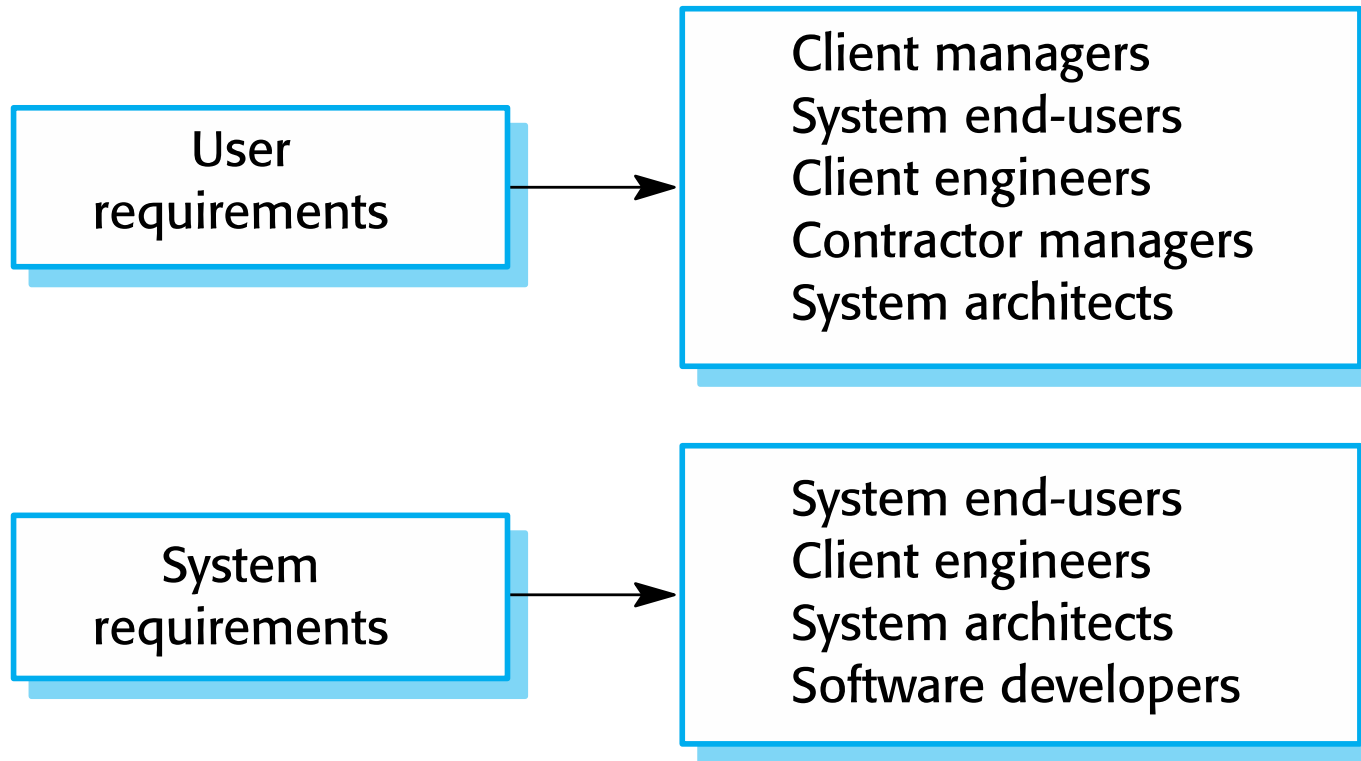 User
requirements
Client managers
System end-users
Client engineers
Contractor managers
System architects
System
requirements
System end-users
Client engineers
System architects
Software developers